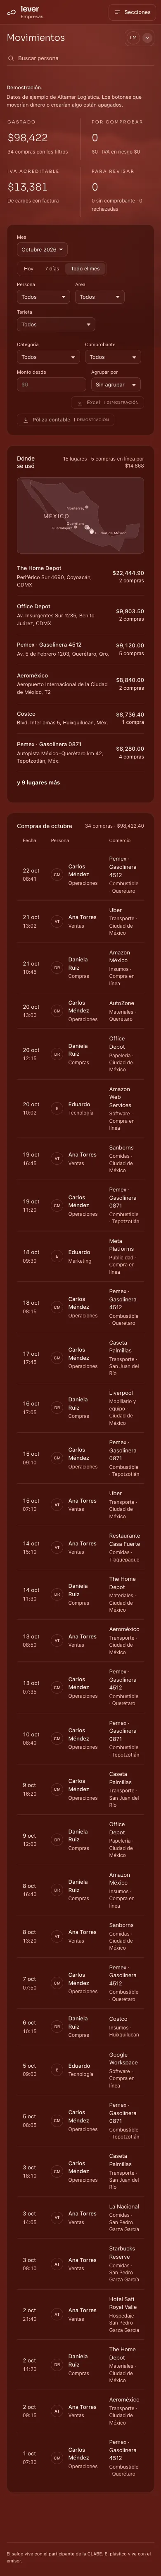 lever
Empresas
Secciones
Movimientos
LM
Buscar persona
Demostración.
Datos de ejemplo de Altamar Logística. Los botones que moverían dinero o crearían algo están apagados.
GASTADO
$98,422
34 compras con los filtros
POR COMPROBAR
0
$0 · IVA en riesgo $0
IVA ACREDITABLE
$13,381
De cargos con factura
PARA REVISAR
0
0 sin comprobante · 0 rechazadas
Mes
Octubre 2026
Hoy
7 días
Todo el mes
Persona
Todos
Área
Todos
Tarjeta
Todos
Categoría
Todos
Comprobante
Todos
Monto desde
$0
Agrupar por
Sin agrupar
Excel | DEMOSTRACIÓN
Póliza contable | DEMOSTRACIÓN
Dónde se usó
15 lugares · 5 compras en línea por $14,868
MÉXICO
Monterrey
Querétaro
Guadalajara
Ciudad de México
The Home Depot
Periférico Sur 4690, Coyoacán, CDMX
$22,444.90
2 compras
Office Depot
Av. Insurgentes Sur 1235, Benito Juárez, CDMX
$9,903.50
2 compras
Pemex · Gasolinera 4512
Av. 5 de Febrero 1203, Querétaro, Qro.
$9,120.00
5 compras
Aeroméxico
Aeropuerto Internacional de la Ciudad de México, T2
$8,840.00
2 compras
Costco
Blvd. Interlomas 5, Huixquilucan, Méx.
$8,736.40
1 compra
Pemex · Gasolinera 0871
Autopista México–Querétaro km 42, Tepotzotlán, Méx.
$8,280.00
4 compras
y 9 lugares más
Compras de octubre
34 compras · $98,422.40
Fecha
Persona
Comercio
22 oct 08:41 CM Carlos Méndez Operaciones Pemex · Gasolinera 4512 Combustible · Querétaro
21 oct 13:02 AT Ana Torres Ventas Uber Transporte · Ciudad de México
21 oct 10:45 DR Daniela Ruiz Compras Amazon México Insumos · Compra en línea
20 oct 13:00 CM Carlos Méndez Operaciones AutoZone Materiales · Querétaro
20 oct 12:15 DR Daniela Ruiz Compras Office Depot Papelería · Ciudad de México
20 oct 10:02 E Eduardo Tecnología Amazon Web Services Software · Compra en línea
19 oct 16:45 AT Ana Torres Ventas Sanborns Comidas · Ciudad de México
19 oct 11:20 CM Carlos Méndez Operaciones Pemex · Gasolinera 0871 Combustible · Tepotzotlán
18 oct 09:30 E Eduardo Marketing Meta Platforms Publicidad · Compra en línea
18 oct 08:15 CM Carlos Méndez Operaciones Pemex · Gasolinera 4512 Combustible · Querétaro
17 oct 17:45 CM Carlos Méndez Operaciones Caseta Palmillas Transporte · San Juan del Río
16 oct 17:05 DR Daniela Ruiz Compras Liverpool Mobiliario y equipo · Ciudad de México
15 oct 09:10 CM Carlos Méndez Operaciones Pemex · Gasolinera 0871 Combustible · Tepotzotlán
15 oct 07:10 AT Ana Torres Ventas Uber Transporte · Ciudad de México
14 oct 15:10 AT Ana Torres Ventas Restaurante Casa Fuerte Comidas · Tlaquepaque
14 oct 11:30 DR Daniela Ruiz Compras The Home Depot Materiales · Ciudad de México
13 oct 08:50 AT Ana Torres Ventas Aeroméxico Transporte · Ciudad de México
13 oct 07:35 CM Carlos Méndez Operaciones Pemex · Gasolinera 4512 Combustible · Querétaro
10 oct 08:40 CM Carlos Méndez Operaciones Pemex · Gasolinera 0871 Combustible · Tepotzotlán
9 oct 16:20 CM Carlos Méndez Operaciones Caseta Palmillas Transporte · San Juan del Río
9 oct 12:00 DR Daniela Ruiz Compras Office Depot Papelería · Ciudad de México
8 oct 16:40 DR Daniela Ruiz Compras Amazon México Insumos · Compra en línea
8 oct 13:20 AT Ana Torres Ventas Sanborns Comidas · Ciudad de México
7 oct 07:50 CM Carlos Méndez Operaciones Pemex · Gasolinera 4512 Combustible · Querétaro
6 oct 10:15 DR Daniela Ruiz Compras Costco Insumos · Huixquilucan
5 oct 09:00 E Eduardo Tecnología Google Workspace Software · Compra en línea
5 oct 08:05 CM Carlos Méndez Operaciones Pemex · Gasolinera 0871 Combustible · Tepotzotlán
3 oct 18:10 CM Carlos Méndez Operaciones Caseta Palmillas Transporte · San Juan del Río
3 oct 14:05 AT Ana Torres Ventas La Nacional Comidas · San Pedro Garza García
3 oct 08:10 AT Ana Torres Ventas Starbucks Reserve Comidas · San Pedro Garza García
2 oct 21:40 AT Ana Torres Ventas Hotel Safi Royal Valle Hospedaje · San Pedro Garza García
2 oct 11:20 DR Daniela Ruiz Compras The Home Depot Materiales · Ciudad de México
2 oct 09:15 AT Ana Torres Ventas Aeroméxico Transporte · Ciudad de México
1 oct 07:30 CM Carlos Méndez Operaciones Pemex · Gasolinera 4512 Combustible · Querétaro
El saldo vive con el participante de la CLABE. El plástico vive con el emisor.